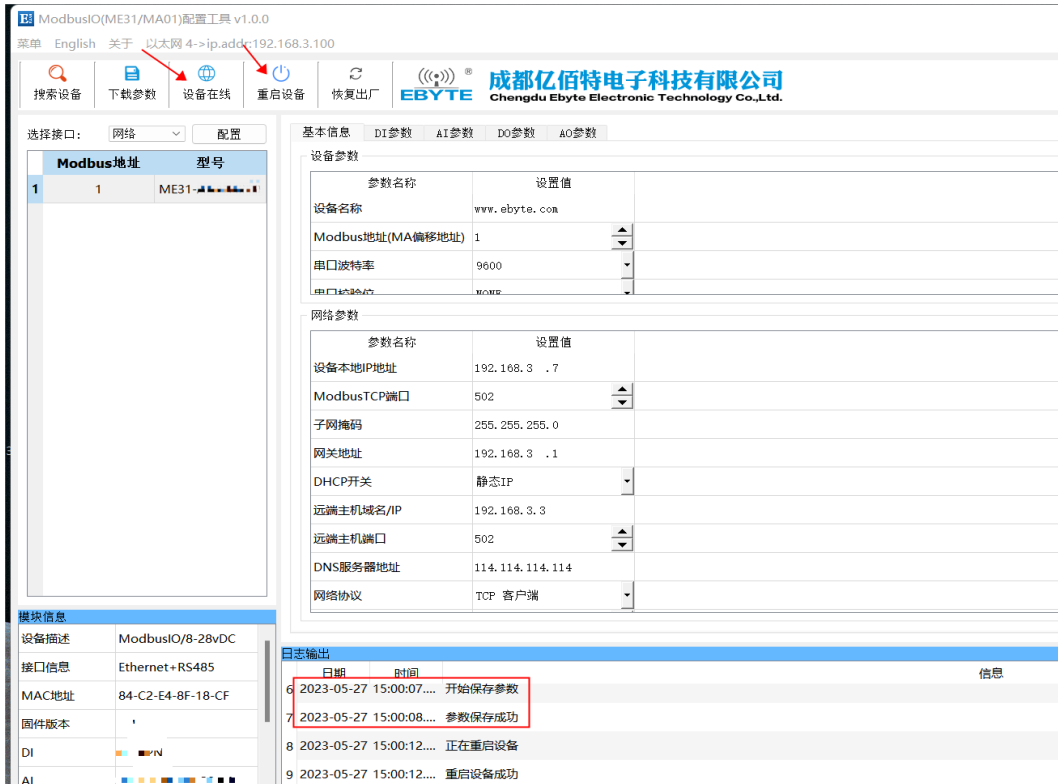 ModbusIO(ME31/MA01)配置工具 v1.0.0
菜单 English 关于 以太网 4->ip.addr:192.168.3.100
搜索设备 下载参数 设备在线 重启设备 恢复出厂
EBYTE ® 成都亿佰特电子科技有限公司
Chengdu Ebyte Electronic Technology Co.,Ltd.
选择接口: 网络 配置
Modbus地址 型号
1 1 ME31-
基本信息 DI参数 AI参数 DO参数 AO参数
设备参数
参数名称 设置值
设备名称 www.ebyte.com
Modbus地址(MA偏移地址) 1
串口波特率 9600
串口校验位 NONE
网络参数
参数名称 设置值
设备本地IP地址 192.168.3 .7
ModbusTCP端口 502
子网掩码 255.255.255.0
网关地址 192.168.3 .1
DHCP开关 静态IP
远端主机域名/IP 192.168.3.3
远端主机端口 502
DNS服务器地址 114.114.114.114
网络协议 TCP 客户端
模块信息
设备描述 ModbusIO/8-28vDC
接口信息 Ethernet+RS485
MAC地址 84-C2-E4-8F-18-CF
固件版本
DI
AI
日志输出
日期 时间 信息
6 2023-05-27 15:00:07.... 开始保存参数
7 2023-05-27 15:00:08.... 参数保存成功
8 2023-05-27 15:00:12.... 正在重启设备
9 2023-05-27 15:00:12.... 重启设备成功